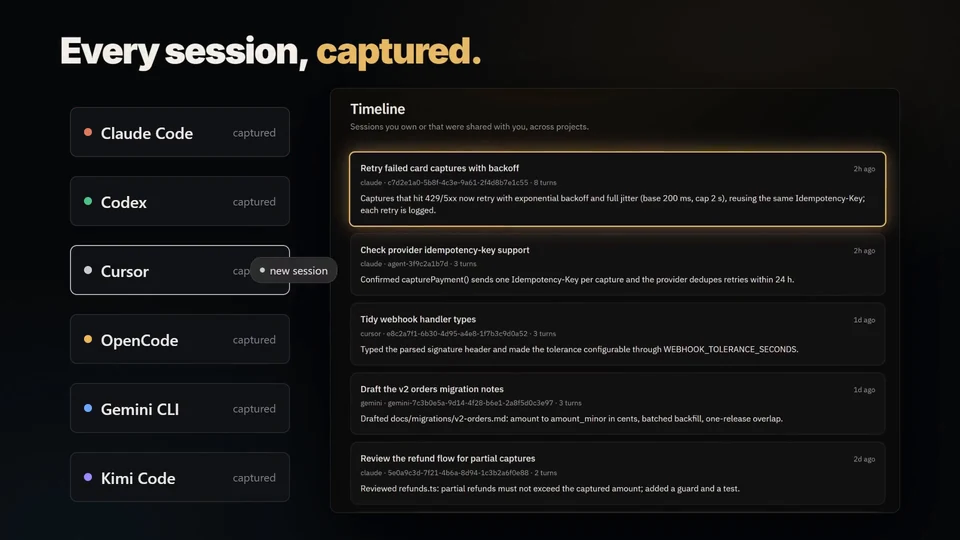 Every session, captured.
Claude Code captured
Codex captured
Cursor cap
new session
OpenCode captured
Gemini CLI captured
Kimi Code captured
Timeline
Sessions you own or that were shared with you, across projects.
Retry failed card captures with backoff 2h ago
claude · c7d2e1a0-5b8f-4c3e-9a61-2f4d8b7e1c55 · 8 turns
Captures that hit 429/5xx now retry with exponential backoff and full jitter (base 200 ms, cap 2 s), reusing the same Idempotency-Key;
each retry is logged.
Check provider idempotency-key support 2h ago
claude · agent-3f9c2a1b7d · 3 turns
Confirmed capturePayment() sends one Idempotency-Key per capture and the provider dedupes retries within 24 h.
Tidy webhook handler types 1d ago
cursor · e8c2a7f1-6b30-4d95-a4e8-1f7b3c9d0a52 · 3 turns
Typed the parsed signature header and made the tolerance configurable through WEBHOOK_TOLERANCE_SECONDS.
Draft the v2 orders migration notes 1d ago
gemini · gemini-7c3b0e5a-9d14-4f28-b6e1-2a8f5d0c3e97 · 3 turns
Drafted docs/migrations/v2-orders.md: amount to amount_minor in cents, batched backfill, one-release overlap.
Review the refund flow for partial captures 2d ago
claude · 5e0a9c3d-7f21-4b6a-8d94-1c3b2a6f0e88 · 2 turns
Reviewed refunds.ts: partial refunds must not exceed the captured amount; added a guard and a test.